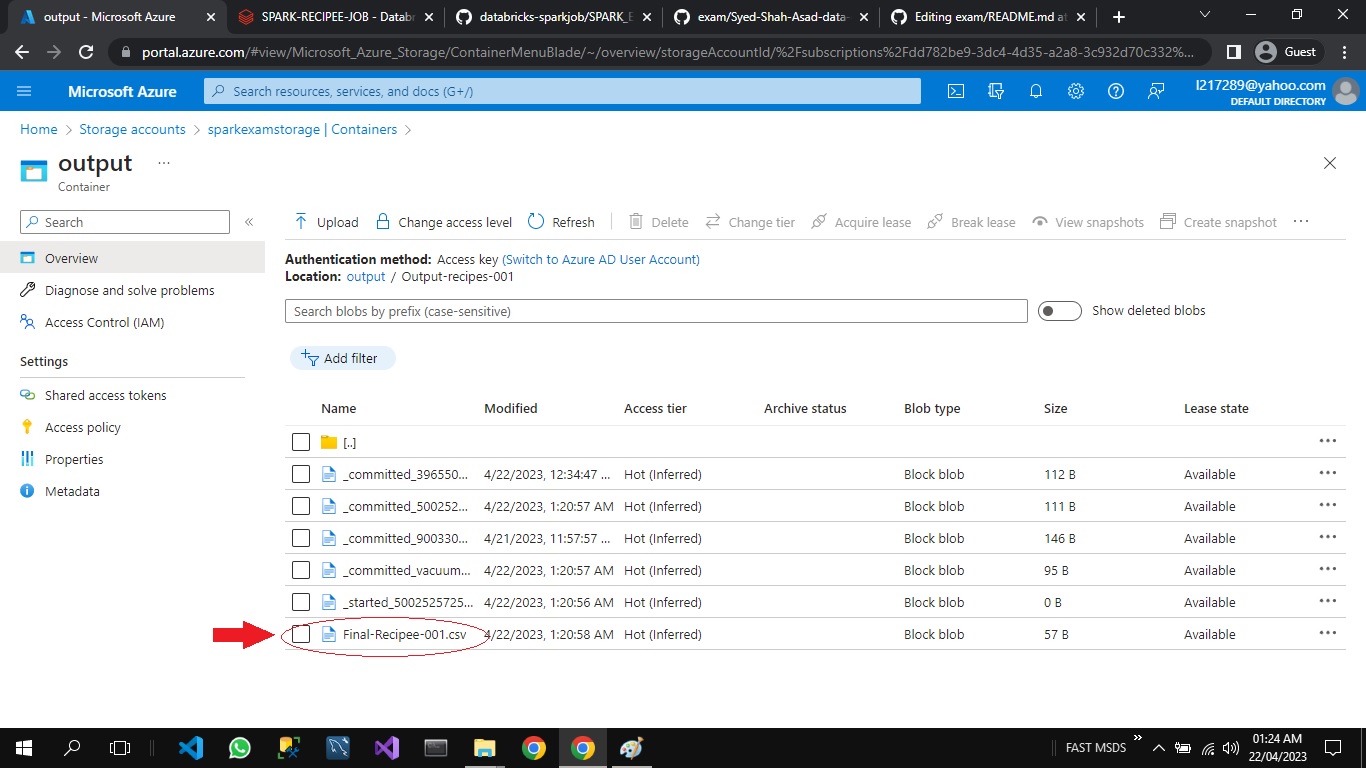 output - Microsoft Azure
SPARK-RECIPEE-JOB - Datab
databricks-sparkjob/SPARK_E
exam/Syed-Shah-Asad-data-
Editing exam/README.md at
portal.azure.com/#view/Microsoft_Azure_Storage/ContainerMenuBlade/~/overview/storageAccountId/%2Fsubscriptions%2Fdd782be9-3dc4-4d35-a2a8-3c932d70c332%...
Guest
Microsoft Azure
Search resources, services, and docs (G+/)
l217289@yahoo.com
DEFAULT DIRECTORY
Home > Storage accounts > sparkexamstorage | Containers >
output ...
Container
Search
«
Upload
Change access level
Refresh
Delete
Change tier
Acquire lease
Break lease
View snapshots
Create snapshot
...
Overview
Diagnose and solve problems
Access Control (IAM)
Settings
Shared access tokens
Access policy
Properties
Metadata
Authentication method: Access key (Switch to Azure AD User Account)
Location: output / Output-recipes-001
Search blobs by prefix (case-sensitive)
Show deleted blobs
Add filter
Name Modified Access tier Archive status Blob type Size Lease state
[..] ...
_committed_396550... 4/22/2023, 12:34:47 ... Hot (Inferred) Block blob 112 B Available ...
_committed_500252... 4/22/2023, 1:20:57 AM Hot (Inferred) Block blob 111 B Available ...
_committed_900330... 4/21/2023, 11:57:57 ... Hot (Inferred) Block blob 146 B Available ...
_committed_vacuum... 4/22/2023, 1:20:57 AM Hot (Inferred) Block blob 95 B Available ...
_started_5002525725... 4/22/2023, 1:20:56 AM Hot (Inferred) Block blob 0 B Available ...
Final-Recipee-001.csv 4/22/2023, 1:20:58 AM Hot (Inferred) Block blob 57 B Available ...
FAST MSDS
01:24 AM
22/04/2023